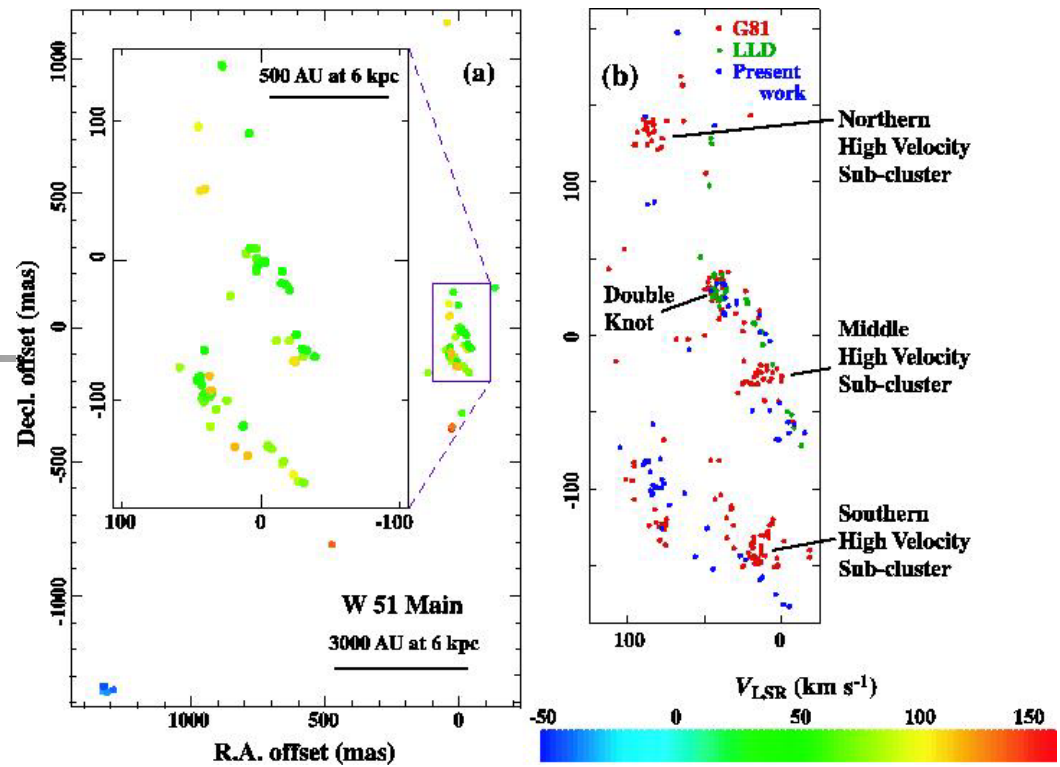 1000
500
0
-500
-1000
Decl. offset (mas)
1000
500
0
R.A. offset (mas)
(a)
500 AU at 6 kpc
100
0
-100
100
0
-100
W 51 Main
3000 AU at 6 kpc
(b)
G81
LLD
Present
work
100
0
-100
100
0
Northern
High Velocity
Sub-cluster
Double
Knot
Middle
High Velocity
Sub-cluster
Southern
High Velocity
Sub-cluster
VLSR (km s-1)
-50
0
50
100
150